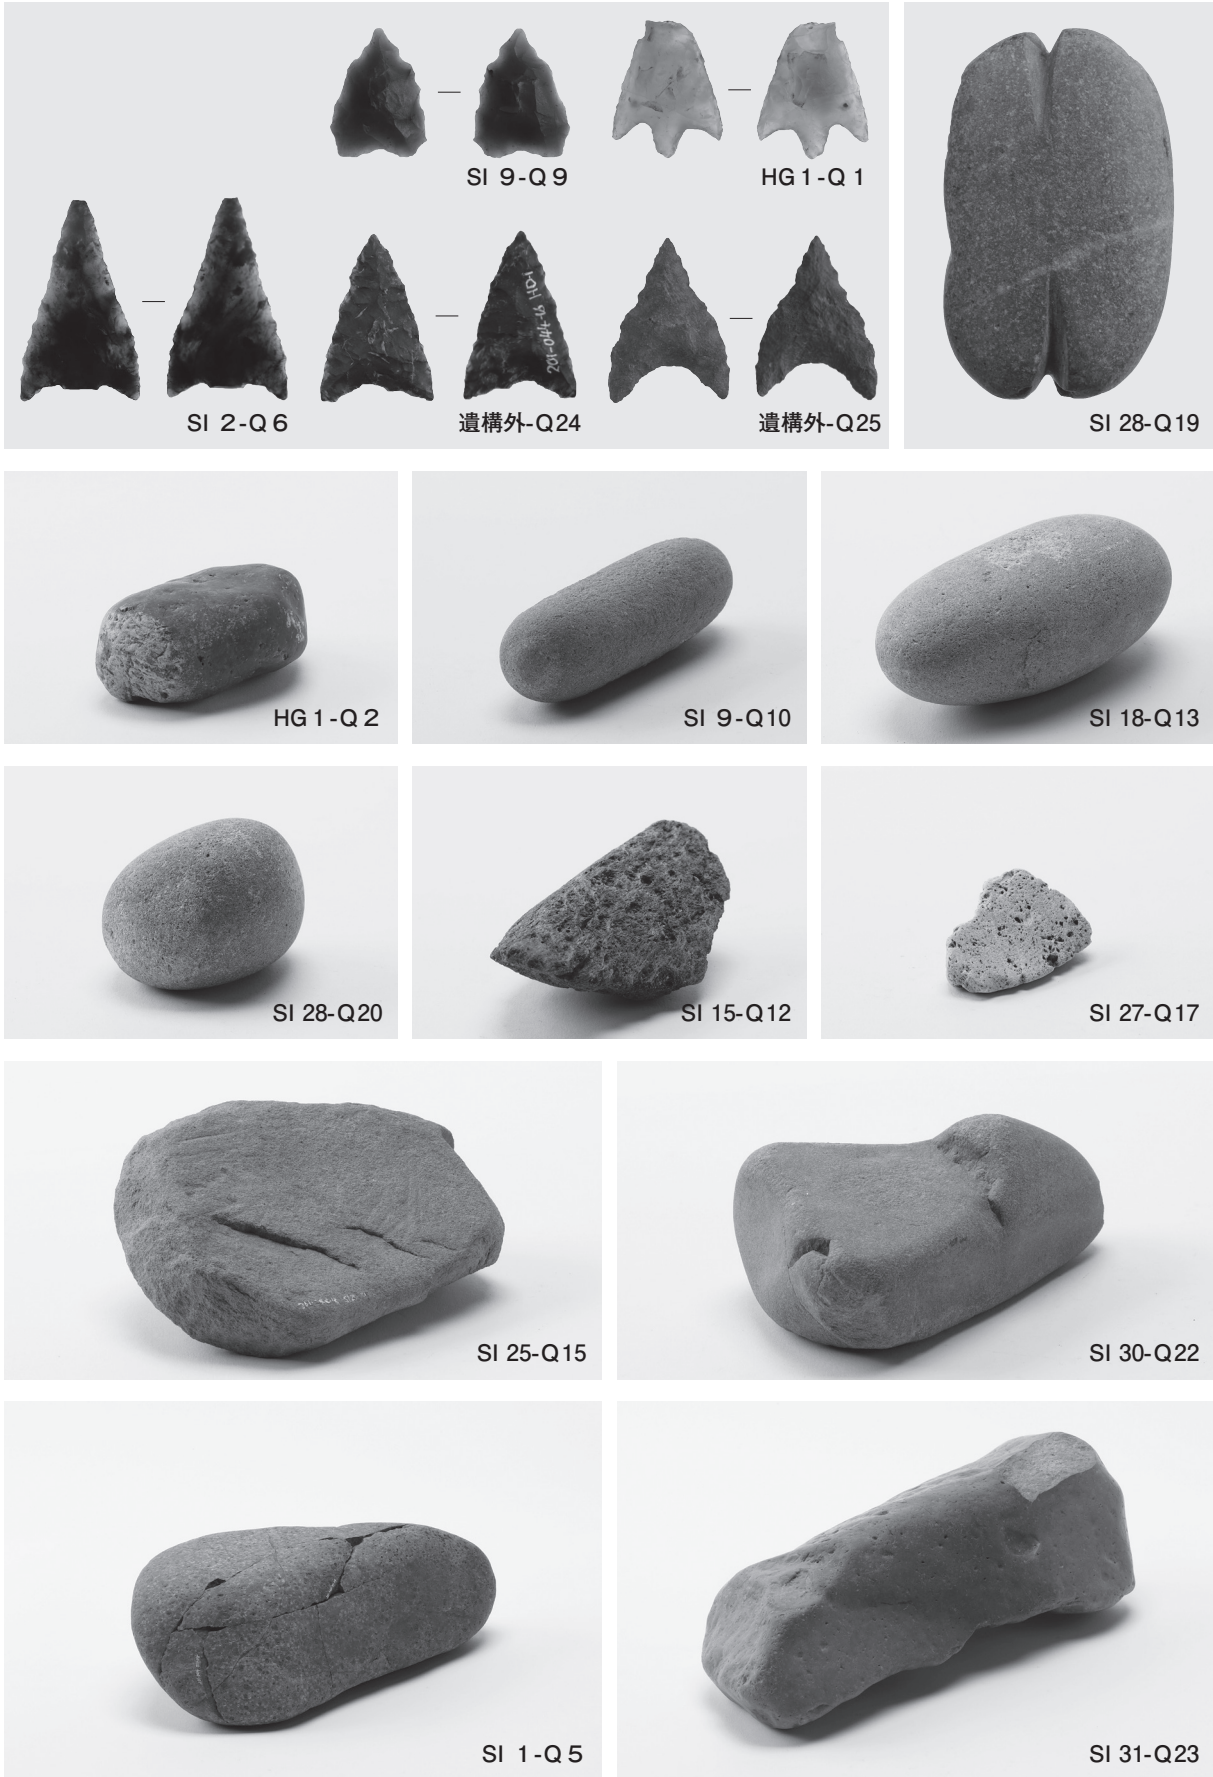 SI 9-Q9
HG1-Q1
SI 2-Q6
遺構外-Q24
遺構外-Q25
SI 28-Q19
HG1-Q2
SI 9-Q10
SI 18-Q13
SI 28-Q20
SI 15-Q12
SI 27-Q17
SI 25-Q15
SI 30-Q22
SI 1-Q5
SI 31-Q23